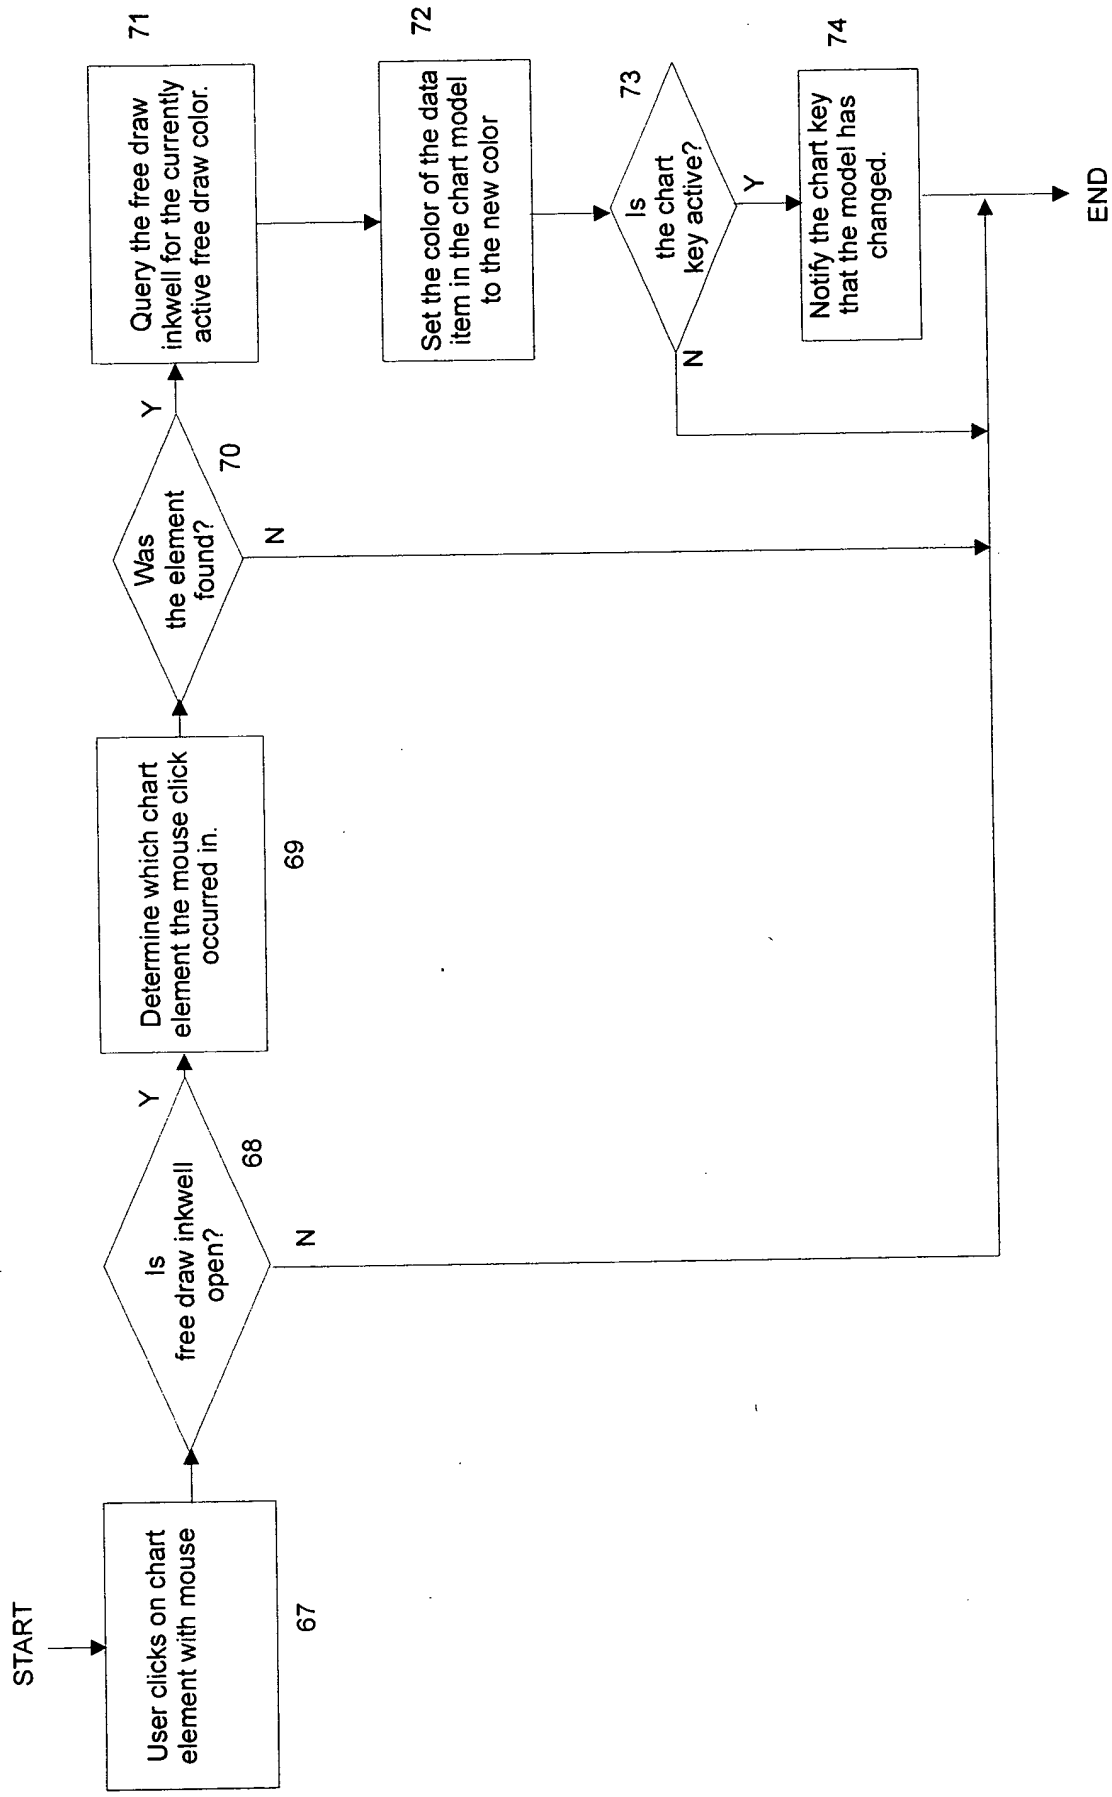 START
User clicks on chart
element with mouse
67
Is
free draw inkwell
open?
68
Y
N
Determine which chart
element the mouse click
occurred in.
69
Was
the element
found?
70
Y
N
Query the free draw
inkwell for the currently
active free draw color.
71
Set the color of the data
item in the chart model
to the new color
72
Is
the chart
key active?
73
Y
N
Notify the chart key
that the model has
changed.
74
END